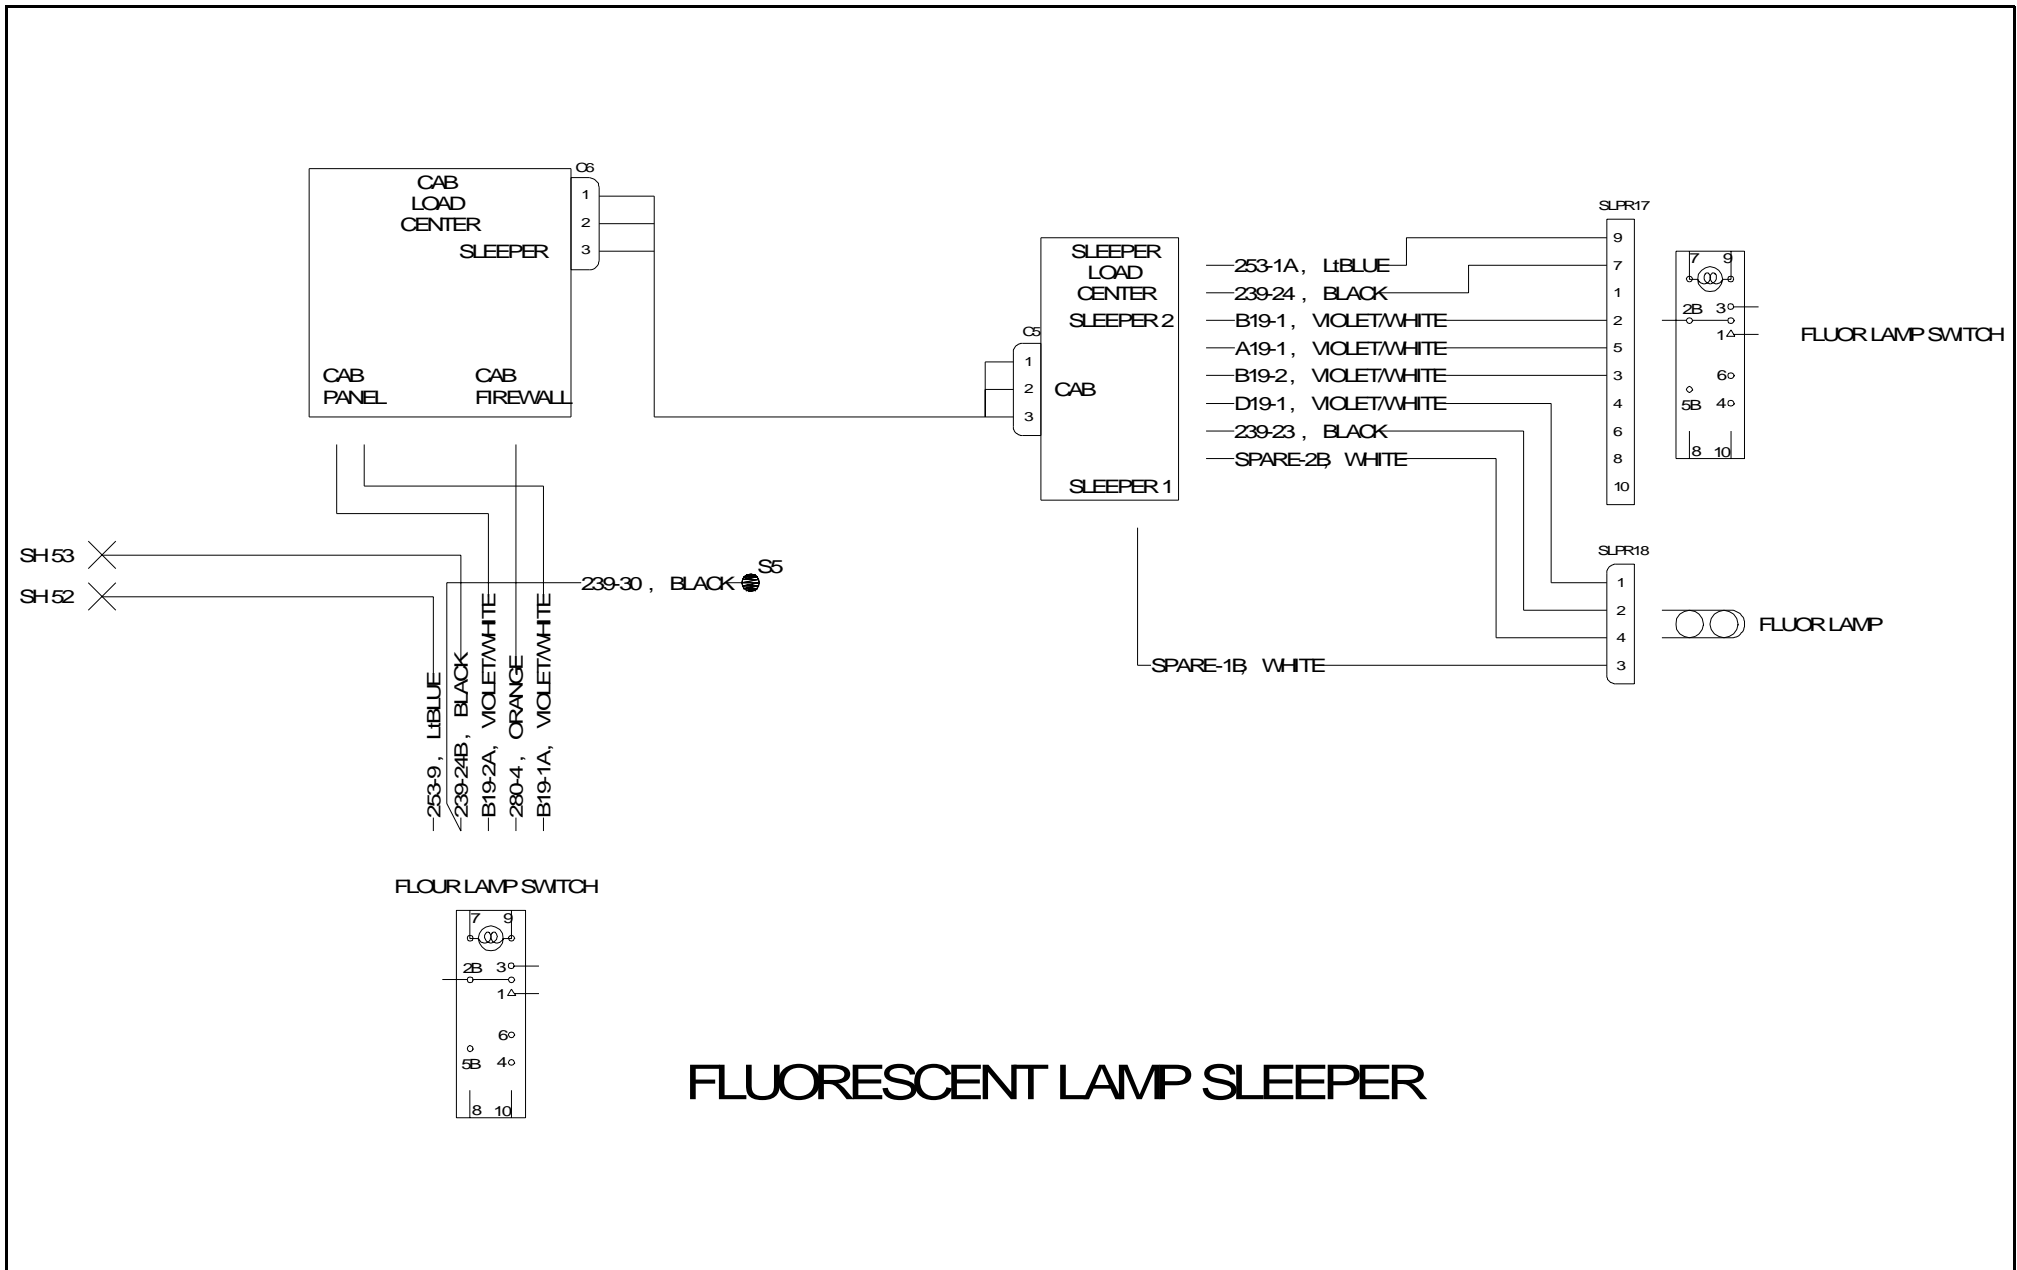 C6
CAB
LOAD
CENTER
SLEEPER
1
2
3
CAB
PANEL
CAB
FIREWALL
C5
1
2
3
SLEEPER
LOAD
CENTER
SLEEPER 2
CAB
SLEEPER 1
253-1A, LtBLUE
239-24 , BLACK
B19-1, VIOLET/WHITE
A19-1, VIOLET/WHITE
B19-2, VIOLET/WHITE
D19-1, VIOLET/WHITE
239-23 , BLACK
SPARE-2B, WHITE
SPARE-1B, WHITE
SLPR17
9
7
1
2
5
3
4
6
8
10
7 9
2B 3
1
6
5B 4
8 10
FLUOR LAMP SWITCH
SLPR18
1
2
4
3
FLUOR LAMP
SH 53
SH 52
239-30 , BLACK
S5
253-9 , LtBLUE
239-24B , BLACK
B19-2A, VIOLET/WHITE
280-4 , ORANGE
B19-1A, VIOLET/WHITE
FLOUR LAMP SWITCH
7 9
2B 3
1
6
5B 4
8 10
FLUORESCENT LAMP SLEEPER